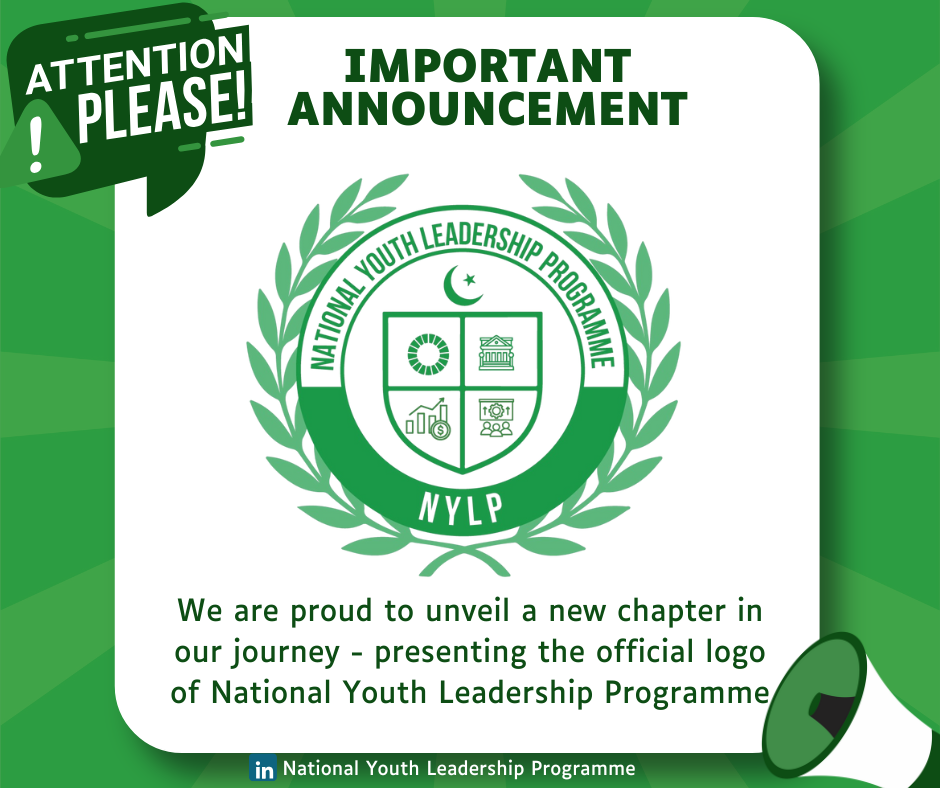 ATTENTION
PLEASE!
!
IMPORTANT
ANNOUNCEMENT
NATIONAL YOUTH LEADERSHIP PROGRAMME
$
NYLP
We are proud to unveil a new chapter in
our journey - presenting the official logo
of National Youth Leadership Programme
in National Youth Leadership Programme